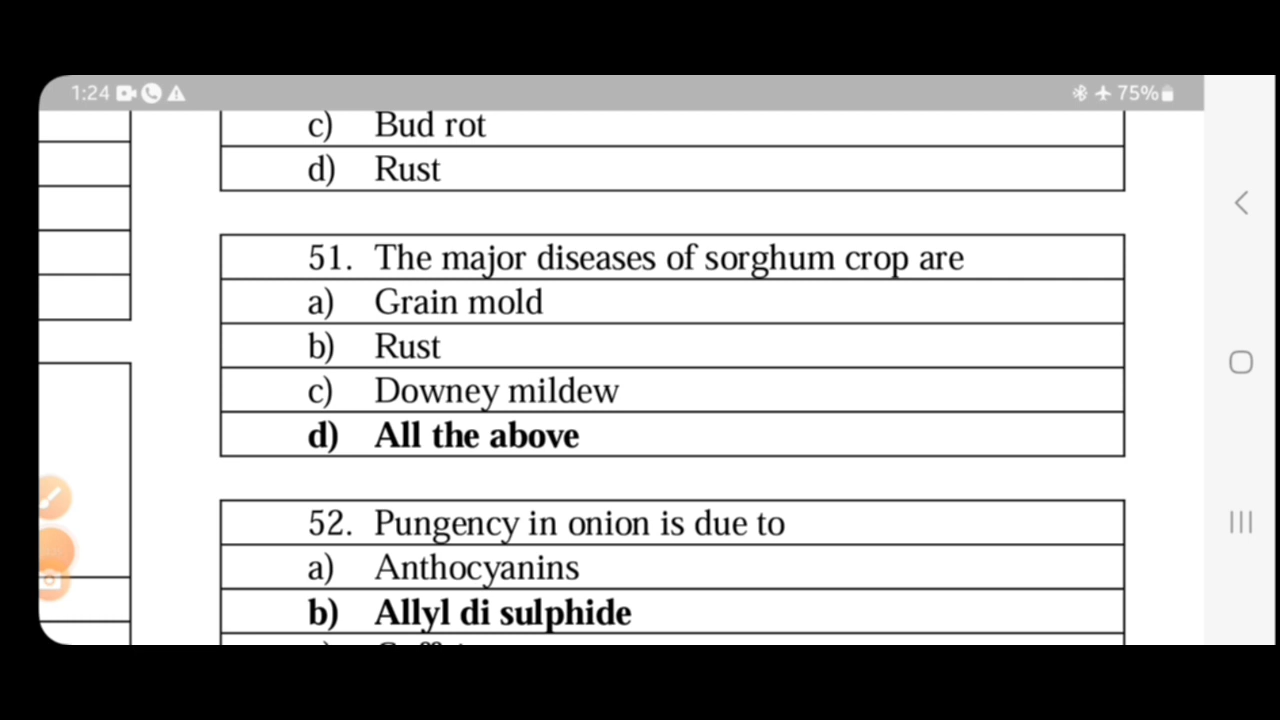 1:24 75%
c) Bud rot
d) Rust
51. The major diseases of sorghum crop are
a) Grain mold
b) Rust
c) Downey mildew
d) All the above
52. Pungency in onion is due to
a) Anthocyanins
b) Allyl di sulphide